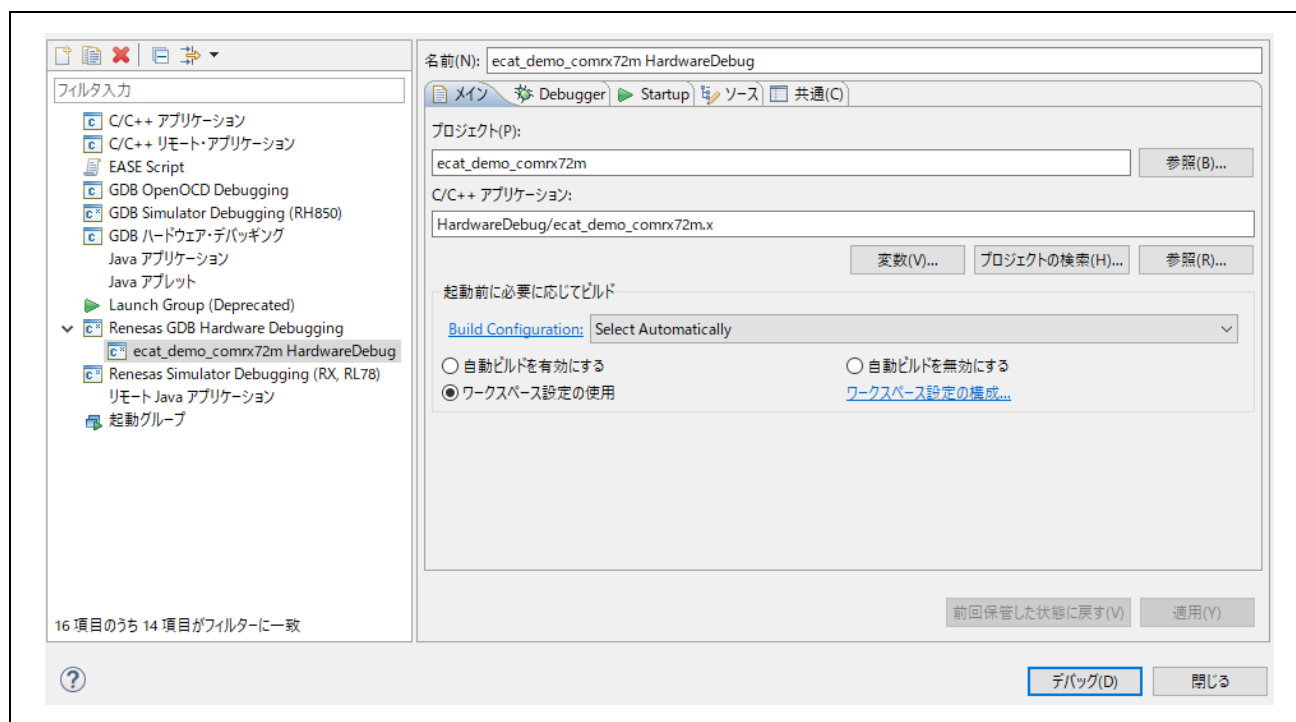 フィルタ入力
C/C++ アプリケーション
C/C++ リモート・アプリケーション
EASE Script
GDB OpenOCD Debugging
GDB Simulator Debugging (RH850)
GDB ハードウェア・デバッギング
Java アプリケーション
Java アプレット
Launch Group (Deprecated)
Renesas GDB Hardware Debugging
ecat_demo_comrx72m HardwareDebug
Renesas Simulator Debugging (RX, RL78)
リモート Java アプリケーション
起動グループ
16 項目のうち 14 項目がフィルターに一致
名前(N): ecat_demo_comrx72m HardwareDebug
メイン Debugger Startup ソース 共通(C)
プロジェクト(P):
ecat_demo_comrx72m 参照(B)...
C/C++ アプリケーション:
HardwareDebug/ecat_demo_comrx72m.x
変数(V)... プロジェクトの検索(H)... 参照(R)...
起動前に必要に応じてビルド
Build Configuration: Select Automatically
自動ビルドを有効にする 自動ビルドを無効にする
ワークスペース設定の使用 ワークスペース設定の構成...
前回保管した状態に戻す(V) 適用(Y)
デバッグ(D) 閉じる